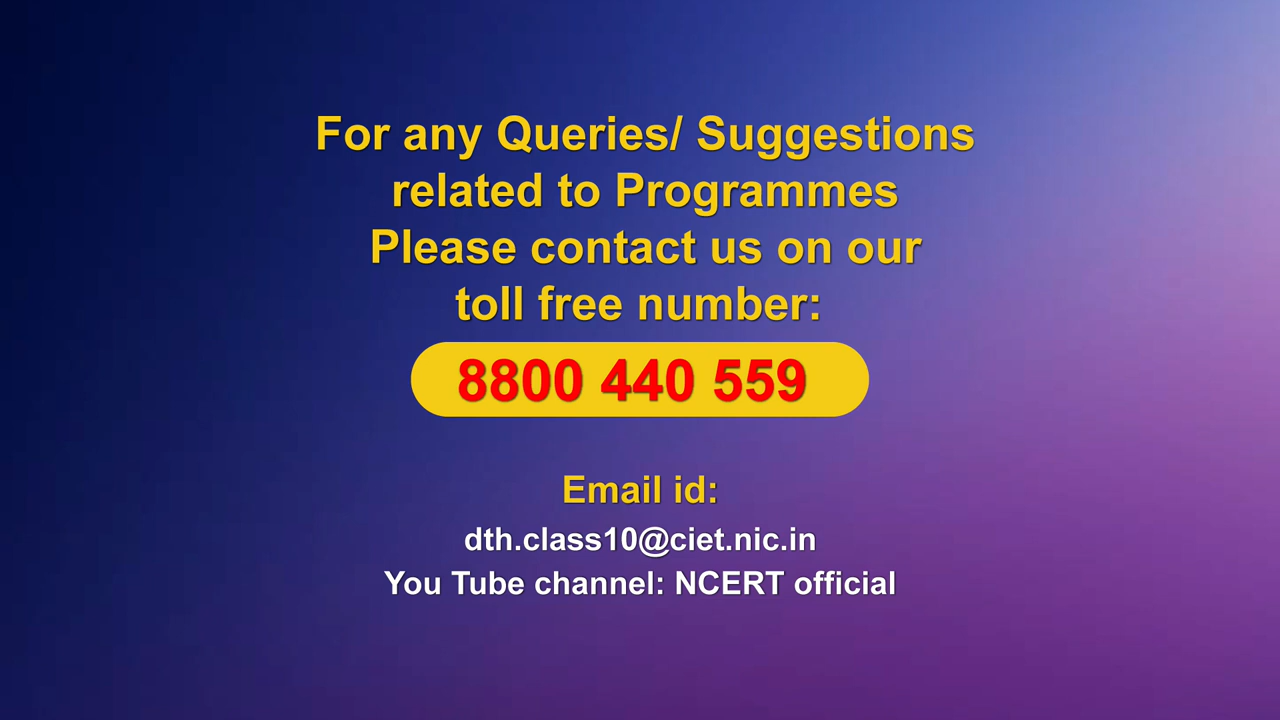 For any Queries/ Suggestions
related to Programmes
Please contact us on our
toll free number:
8800 440 559
Email id:
dth.class10@ciet.nic.in
You Tube channel: NCERT official